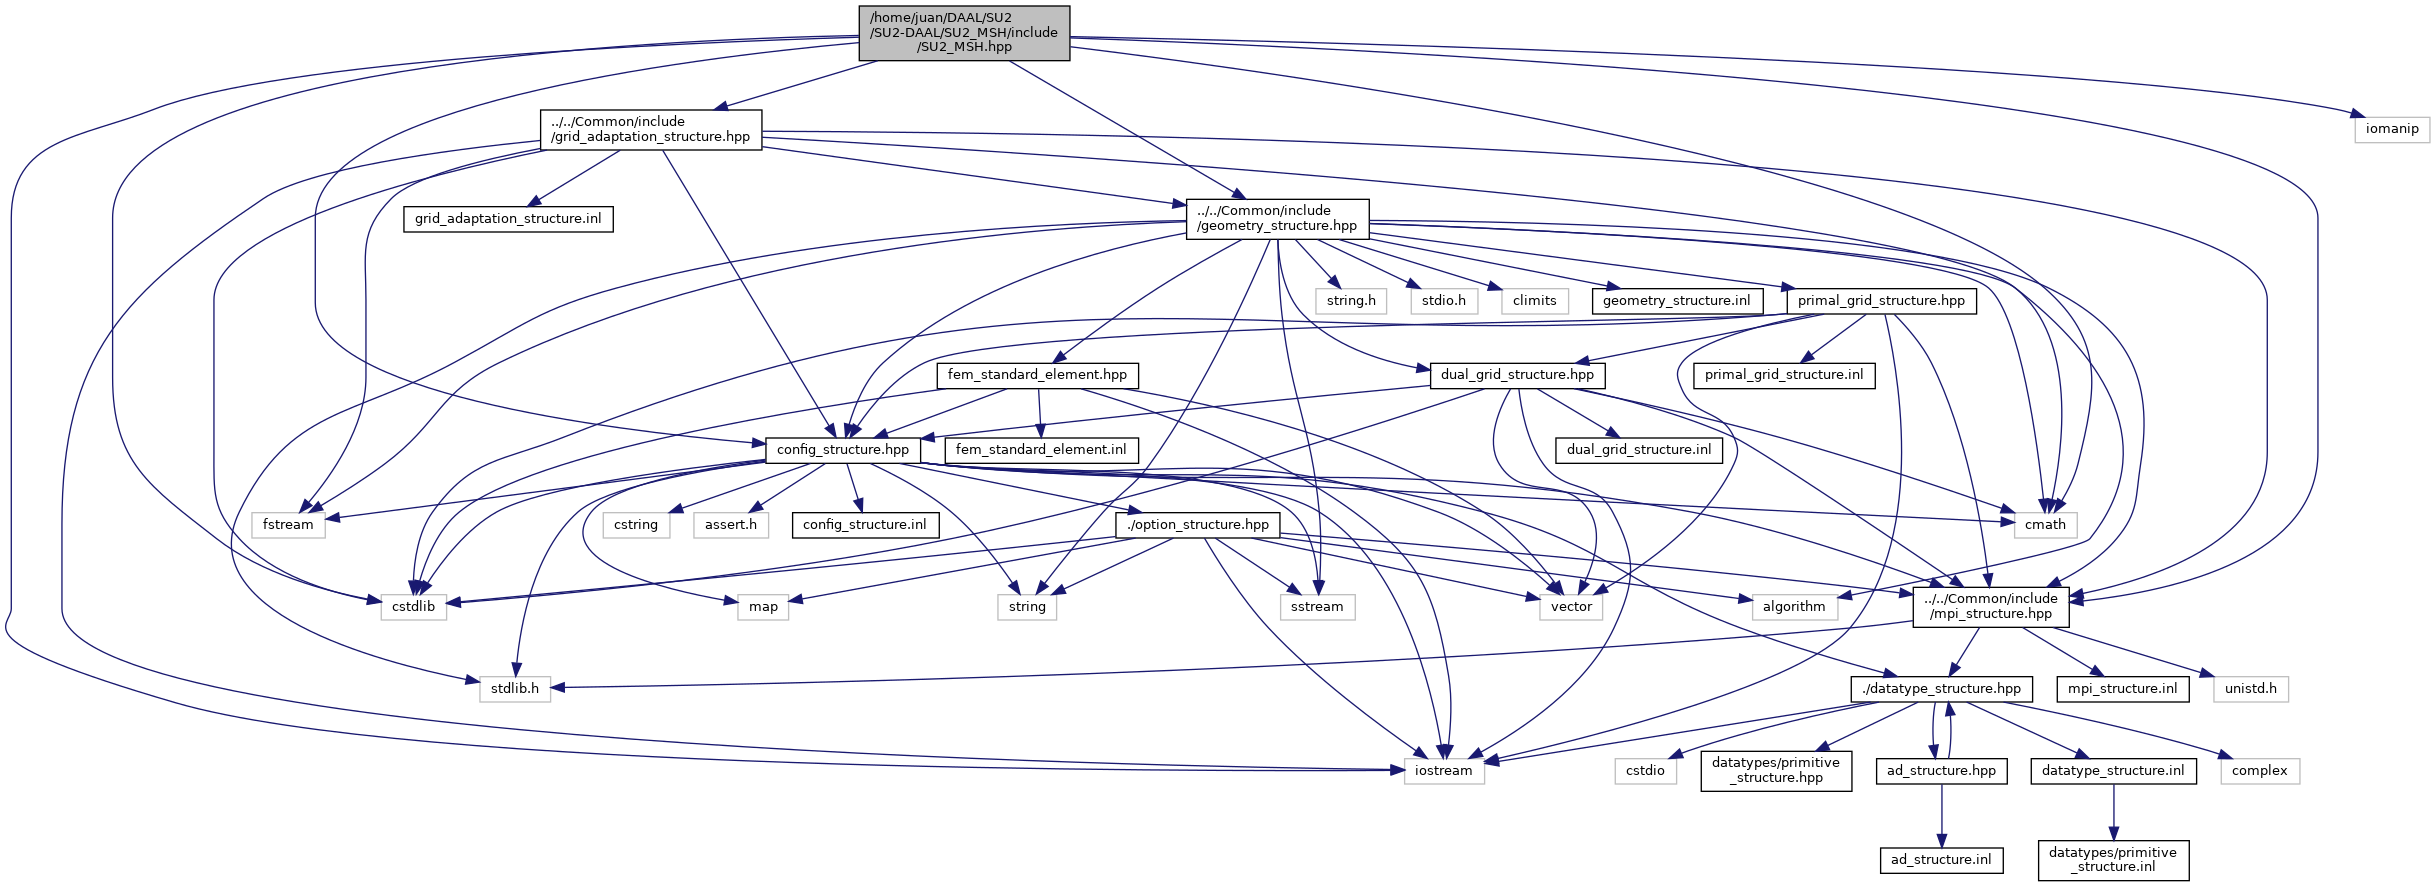 /home/juan/DAAL/SU2
/SU2-DAAL/SU2_MSH/include
/SU2_MSH.hpp
../../Common/include
/grid_adaptation_structure.hpp
iomanip
grid_adaptation_structure.inl
../../Common/include
/geometry_structure.hpp
string.h
stdio.h
climits
geometry_structure.inl
primal_grid_structure.hpp
fem_standard_element.hpp
dual_grid_structure.hpp
primal_grid_structure.inl
config_structure.hpp
fem_standard_element.inl
dual_grid_structure.inl
fstream
cstring
assert.h
config_structure.inl
./option_structure.hpp
cmath
cstdlib
map
string
sstream
vector
algorithm
../../Common/include
/mpi_structure.hpp
stdlib.h
./datatype_structure.hpp
mpi_structure.inl
unistd.h
iostream
cstdio
datatypes/primitive
_structure.hpp
ad_structure.hpp
datatype_structure.inl
complex
ad_structure.inl
datatypes/primitive
_structure.inl